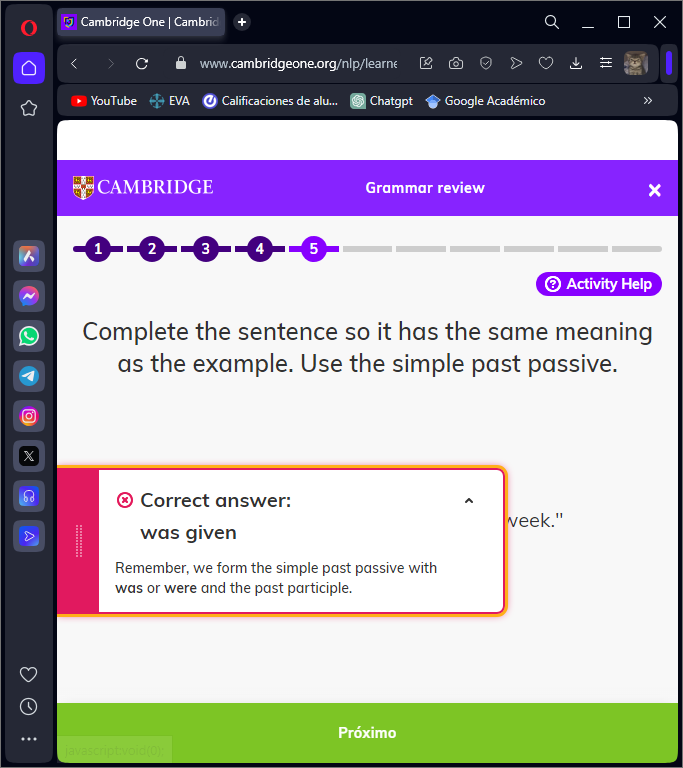 Cambridge One | Cambrid
www.cambridgeone.org/nlp/learne
YouTube
EVA
Calificaciones de alu...
Chatgpt
Google Académico
CAMBRIDGE
Grammar review
1 2 3 4 5
Activity Help
Complete the sentence so it has the same meaning
as the example. Use the simple past passive.
Correct answer:
was given
week."
Remember, we form the simple past passive with
was or were and the past participle.
Próximo
javascript:void(0)